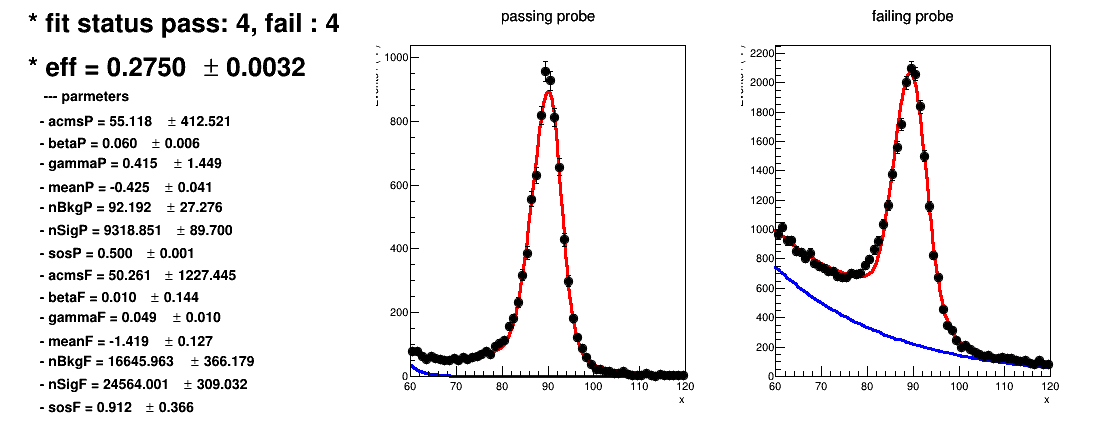 * fit status pass: 4, fail : 4
* eff = 0.2750 ± 0.0032
--- parmeters
- acmsP = 55.118 ± 412.521
- betaP = 0.060 ± 0.006
- gammaP = 0.415 ± 1.449
- meanP = -0.425 ± 0.041
- nBkgP = 92.192 ± 27.276
- nSigP = 9318.851 ± 89.700
- sosP = 0.500 ± 0.001
- acmsF = 50.261 ± 1227.445
- betaF = 0.010 ± 0.144
- gammaF = 0.049 ± 0.010
- meanF = -1.419 ± 0.127
- nBkgF = 16645.963 ± 366.179
- nSigF = 24564.001 ± 309.032
- sosF = 0.912 ± 0.366
passing probe
1000
800
600
400
200
0
60 70 80 90 100 110 120
x
failing probe
2200
2000
1800
1600
1400
1200
1000
800
600
400
200
0
60 70 80 90 100 110 120
x